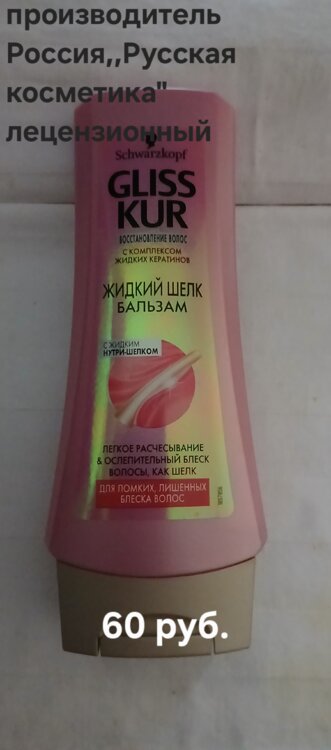 производитель
Россия,,Русская
косметика"
леценzионный
Schwarzkopf
GLISS
KUR
ВОССТАНОВЛЕНИЕ ВОЛОС
С КОМПЛЕКСОМ
ЖИДКИХ КЕРАТИНОВ
ЖИДКИЙ ШЕЛК
БАЛЬЗАМ
С ЖИДКИМ
НУТРИ-ШЕЛКОМ
ЛЕГКОЕ РАСЧЕСЫВАНИЕ
& ОСЛЕПИТЕЛЬНЫЙ БЛЕСК
ВОЛОСЫ, КАК ШЕЛК
ДЛЯ ЛОМКИХ, ЛИШЕННЫХ
БЛЕСКА ВОЛОС
60 руб.